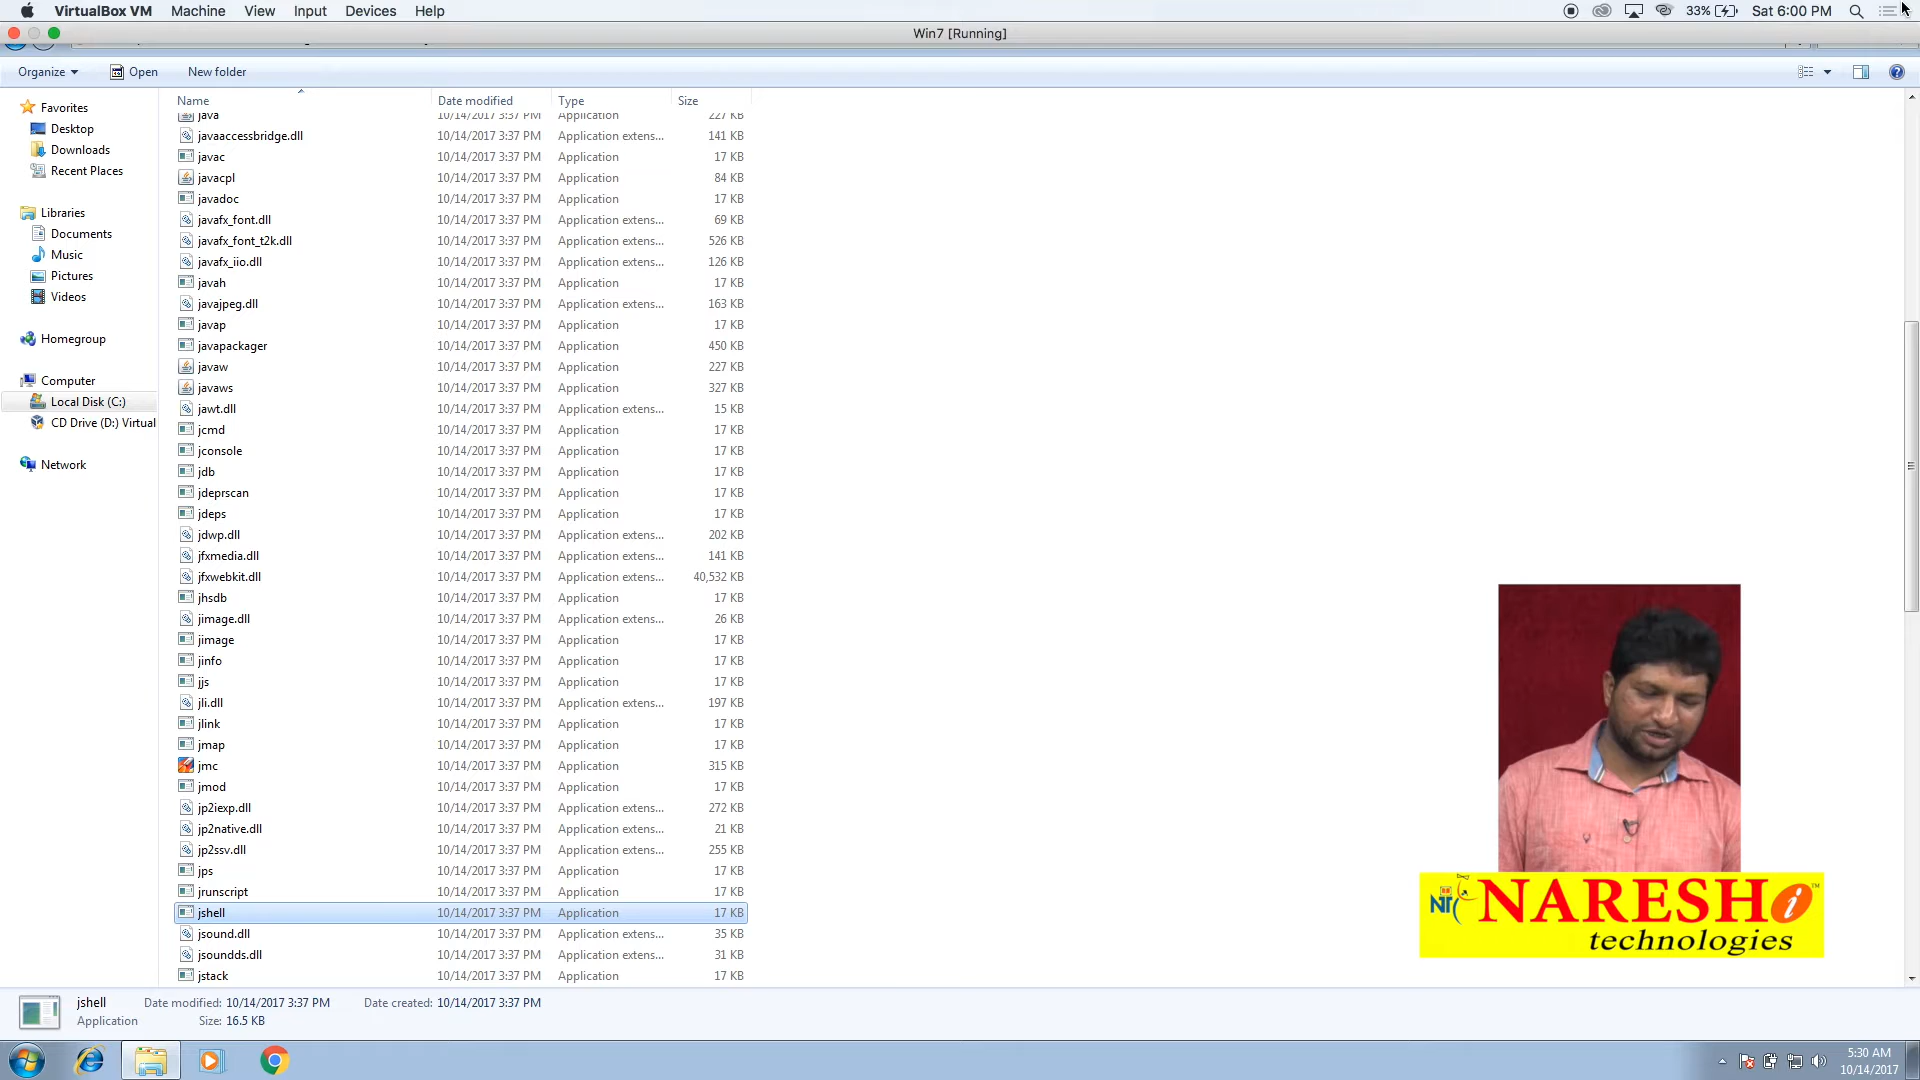 VirtualBox VM Machine View Input Devices Help 33% Sat 6:00 PM
Win7 [Running]
Organize Open New folder
Name Date modified Type Size
Favorites
Desktop
Downloads
Recent Places
Libraries
Documents
Music
Pictures
Videos
Homegroup
Computer
Local Disk (C:)
CD Drive (D:) Virtual
Network
java 10/14/2017 3:37 PM Application 227 KB
javaaccessbridge.dll 10/14/2017 3:37 PM Application extens... 141 KB
javac 10/14/2017 3:37 PM Application 17 KB
javacpl 10/14/2017 3:37 PM Application 84 KB
javadoc 10/14/2017 3:37 PM Application 17 KB
javafx_font.dll 10/14/2017 3:37 PM Application extens... 69 KB
javafx_font_t2k.dll 10/14/2017 3:37 PM Application extens... 526 KB
javafx_iio.dll 10/14/2017 3:37 PM Application extens... 126 KB
javah 10/14/2017 3:37 PM Application 17 KB
javajpeg.dll 10/14/2017 3:37 PM Application extens... 163 KB
javap 10/14/2017 3:37 PM Application 17 KB
javapackager 10/14/2017 3:37 PM Application 450 KB
javaw 10/14/2017 3:37 PM Application 227 KB
javaws 10/14/2017 3:37 PM Application 327 KB
jawt.dll 10/14/2017 3:37 PM Application extens... 15 KB
jcmd 10/14/2017 3:37 PM Application 17 KB
jconsole 10/14/2017 3:37 PM Application 17 KB
jdb 10/14/2017 3:37 PM Application 17 KB
jdeprscan 10/14/2017 3:37 PM Application 17 KB
jdeps 10/14/2017 3:37 PM Application 17 KB
jdwp.dll 10/14/2017 3:37 PM Application extens... 202 KB
jfxmedia.dll 10/14/2017 3:37 PM Application extens... 141 KB
jfxwebkit.dll 10/14/2017 3:37 PM Application extens... 40,532 KB
jhsdb 10/14/2017 3:37 PM Application 17 KB
jimage.dll 10/14/2017 3:37 PM Application extens... 26 KB
jimage 10/14/2017 3:37 PM Application 17 KB
jinfo 10/14/2017 3:37 PM Application 17 KB
jjs 10/14/2017 3:37 PM Application 17 KB
jli.dll 10/14/2017 3:37 PM Application extens... 197 KB
jlink 10/14/2017 3:37 PM Application 17 KB
jmap 10/14/2017 3:37 PM Application 17 KB
jmc 10/14/2017 3:37 PM Application 315 KB
jmod 10/14/2017 3:37 PM Application 17 KB
jp2iexp.dll 10/14/2017 3:37 PM Application extens... 272 KB
jp2native.dll 10/14/2017 3:37 PM Application extens... 21 KB
jp2ssv.dll 10/14/2017 3:37 PM Application extens... 255 KB
jps 10/14/2017 3:37 PM Application 17 KB
jrunscript 10/14/2017 3:37 PM Application 17 KB
jshell 10/14/2017 3:37 PM Application 17 KB
jsound.dll 10/14/2017 3:37 PM Application extens... 35 KB
jsoundds.dll 10/14/2017 3:37 PM Application extens... 31 KB
jstack 10/14/2017 3:37 PM Application 17 KB
NARESH i ™
technologies
jshell Date modified: 10/14/2017 3:37 PM Date created: 10/14/2017 3:37 PM
Application Size: 16.5 KB
5:30 AM
10/14/2017